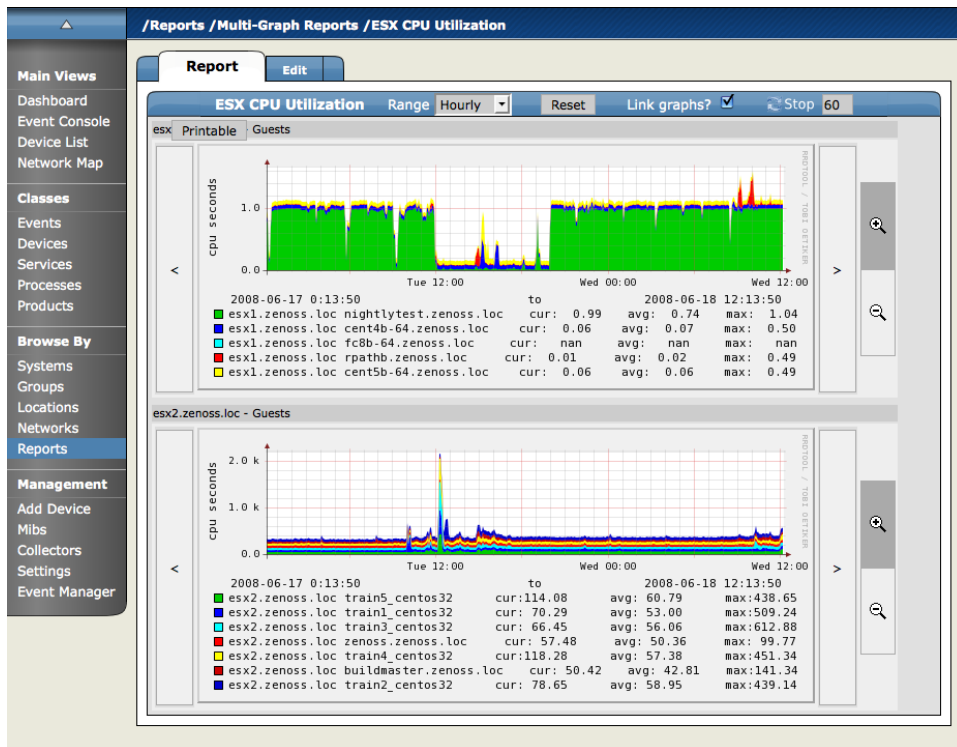 /Reports /Multi-Graph Reports /ESX CPU Utilization
Main Views
Dashboard
Event Console
Device List
Network Map
Classes
Events
Devices
Services
Processes
Products
Browse By
Systems
Groups
Locations
Networks
Reports
Management
Add Device
Mibs
Collectors
Settings
Event Manager
Report Edit
ESX CPU Utilization Range Hourly Reset Link graphs? Stop 60
esx Printable - Guests
cpu seconds
1.0
0.0
RRDTOOL / TOBI OETIKER
Tue 12:00 Wed 00:00 Wed 12:00
2008-06-17 0:13:50 to 2008-06-18 12:13:50
esx1.zenoss.loc nightlytest.zenoss.loc cur: 0.99 avg: 0.74 max: 1.04
esx1.zenoss.loc cent4b-64.zenoss.loc cur: 0.06 avg: 0.07 max: 0.50
esx1.zenoss.loc fc8b-64.zenoss.loc cur: nan avg: nan max: nan
esx1.zenoss.loc rpathb.zenoss.loc cur: 0.01 avg: 0.02 max: 0.49
esx1.zenoss.loc cent5b-64.zenoss.loc cur: 0.06 avg: 0.06 max: 0.49
< >
esx2.zenoss.loc - Guests
cpu seconds
2.0 k
1.0 k
0.0
RRDTOOL / TOBI OETIKER
Tue 12:00 Wed 00:00 Wed 12:00
2008-06-17 0:13:50 to 2008-06-18 12:13:50
esx2.zenoss.loc train5_centos32 cur:114.08 avg: 60.79 max:438.65
esx2.zenoss.loc train1_centos32 cur: 70.29 avg: 53.00 max:509.24
esx2.zenoss.loc train3_centos32 cur: 66.45 avg: 56.06 max:612.88
esx2.zenoss.loc zenoss.zenoss.loc cur: 57.48 avg: 50.36 max: 99.77
esx2.zenoss.loc train4_centos32 cur:118.28 avg: 57.38 max:451.34
esx2.zenoss.loc buildmaster.zenoss.loc cur: 50.42 avg: 42.81 max:141.34
esx2.zenoss.loc train2_centos32 cur: 78.65 avg: 58.95 max:439.14
< >